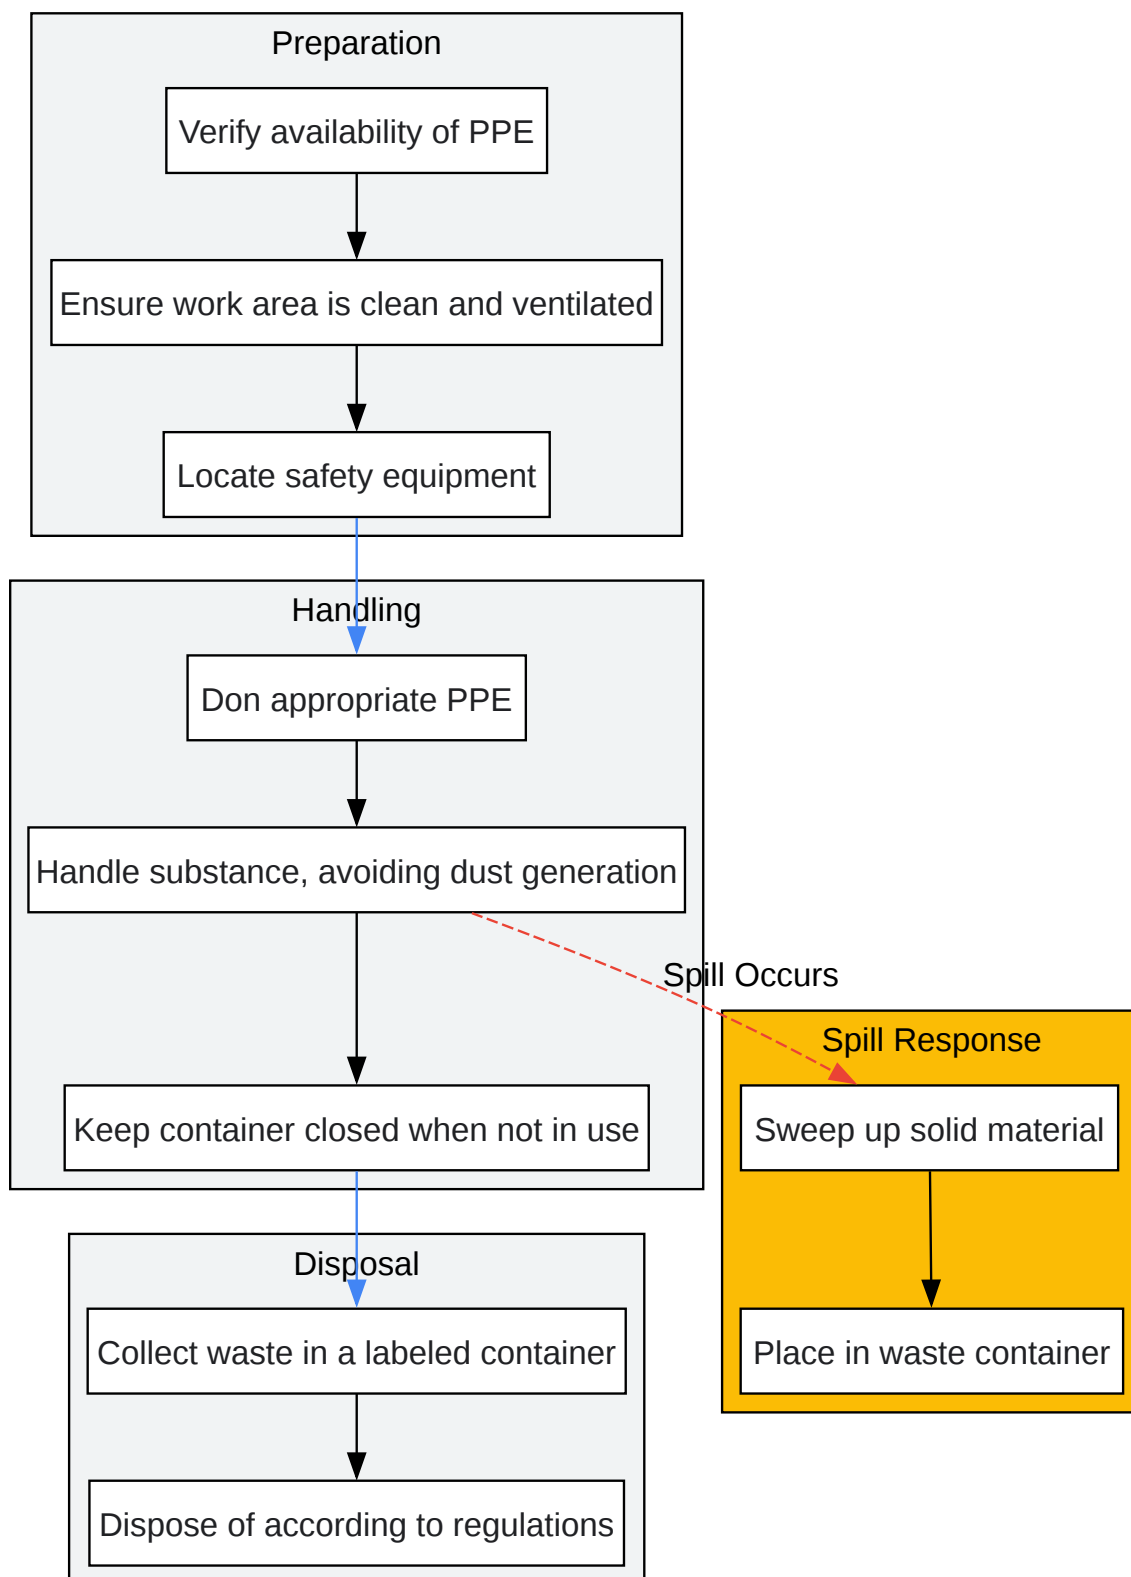 Preparation
Verify availability of PPE
Ensure work area is clean and ventilated
Locate safety equipment
Handling
Don appropriate PPE
Handle substance, avoiding dust generation
Spill Occurs
Keep container closed when not in use
Spill Response
Sweep up solid material
Place in waste container
Disposal
Collect waste in a labeled container
Dispose of according to regulations